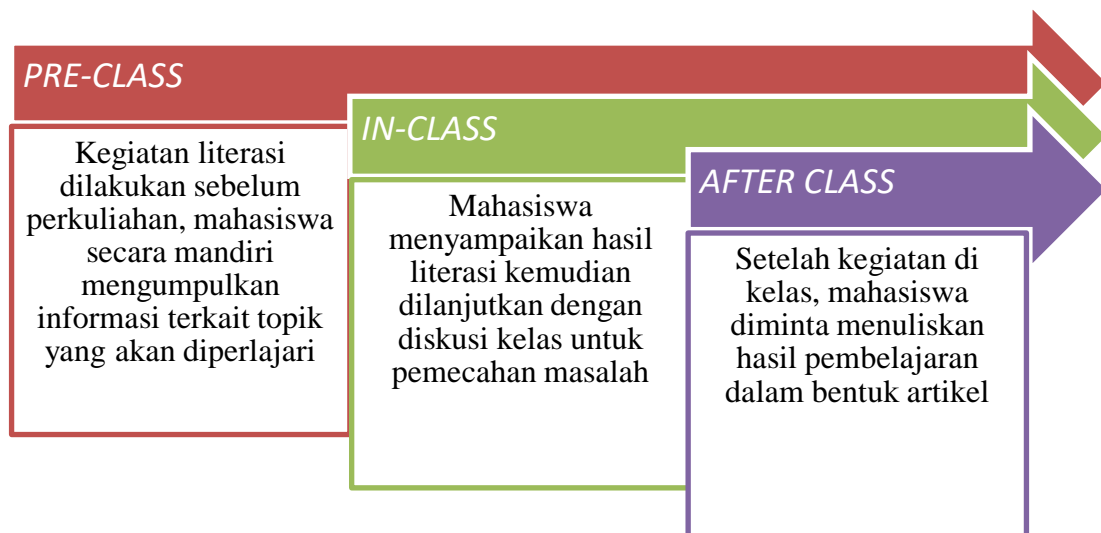 PRE-CLASS
Kegiatan literasi
dilakukan sebelum
perkuliahan, mahasiswa
secara mandiri
mengumpulkan
informasi terkait topik
yang akan diperlajari
IN-CLASS
Mahasiswa
menyampaikan hasil
literasi kemudian
dilanjutkan dengan
diskusi kelas untuk
pemecahan masalah
AFTER CLASS
Setelah kegiatan di
kelas, mahasiswa
diminta menuliskan
hasil pembelajaran
dalam bentuk artikel